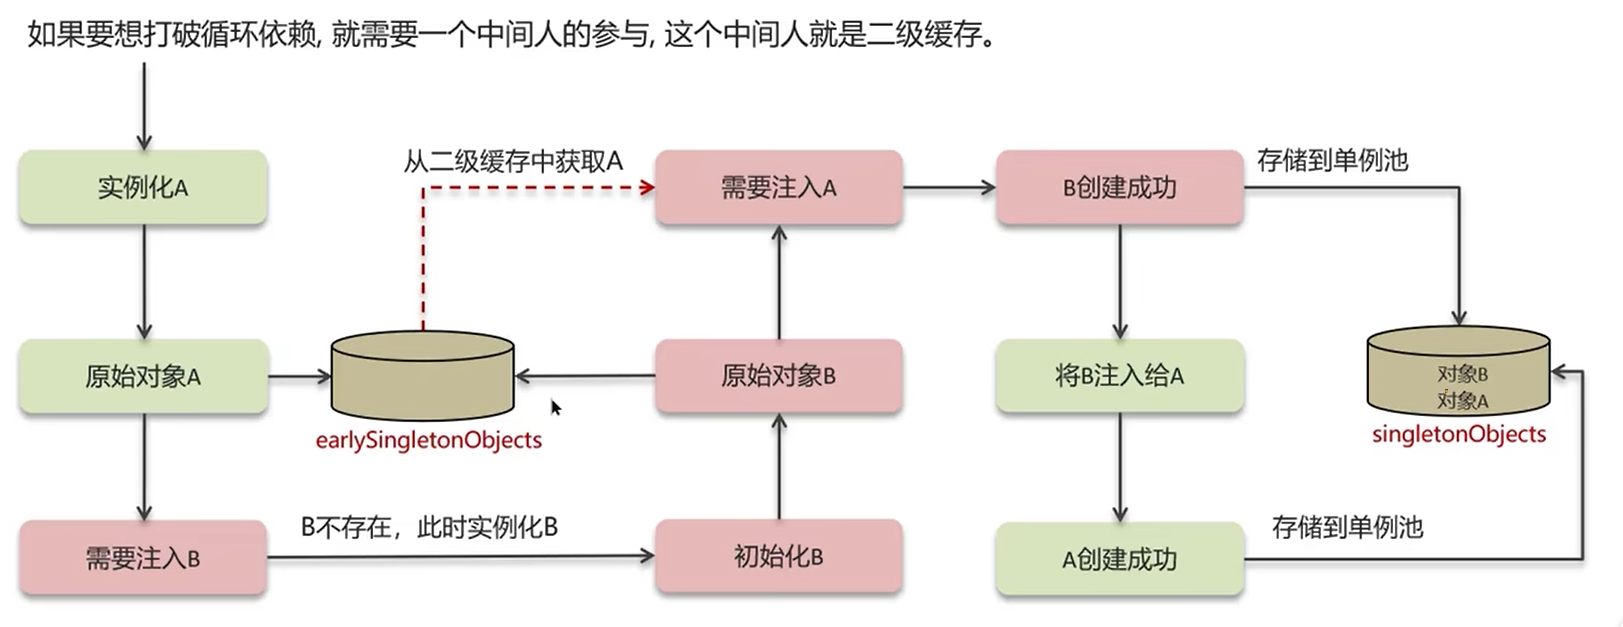 如果要想打破循环依赖, 就需要一个中间人的参与, 这个中间人就是二级缓存。
实例化A
从二级缓存中获取A
需要注入A
B创建成功
存储到单例池
原始对象A
earlySingletonObjects
原始对象B
将B注入给A
对象B
对象A
singletonObjects
需要注入B
B不存在，此时实例化B
初始化B
A创建成功
存储到单例池